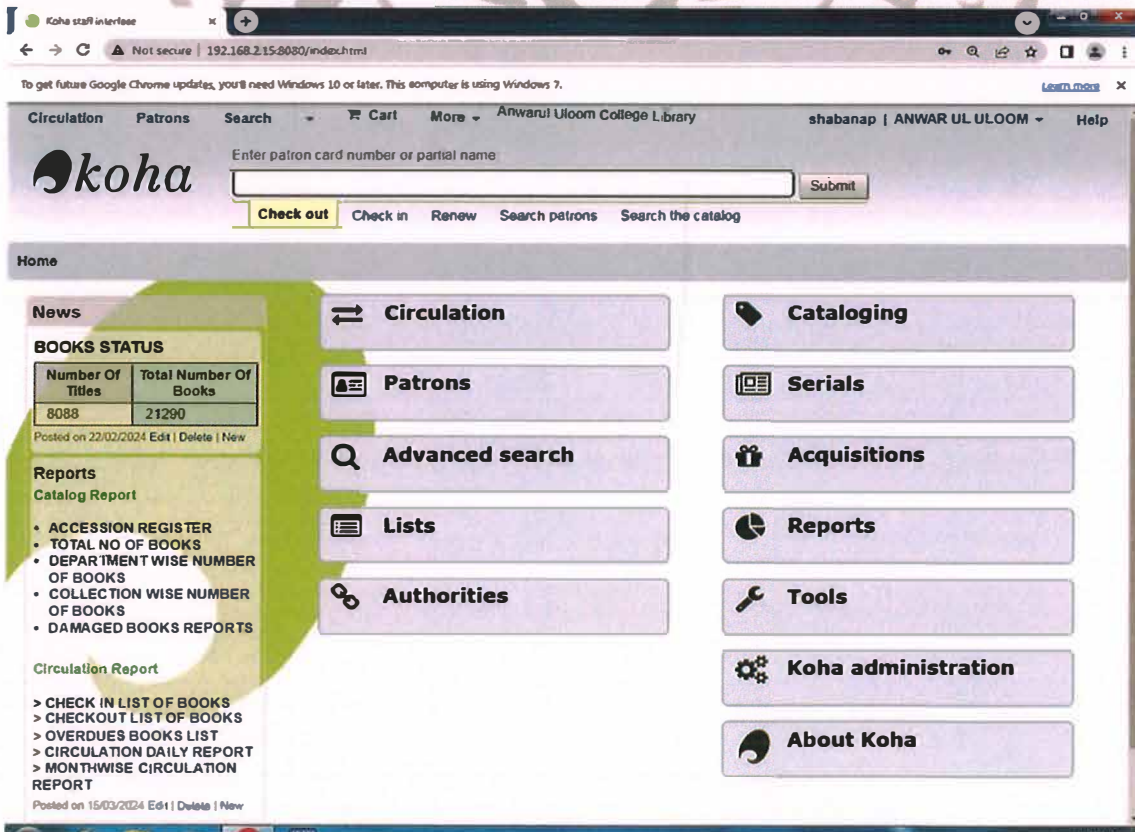 Koha staff interface
Not secure | 192.168.2.15:8080/index.html
To get future Google Chrome updates, you'll need Windows 10 or later. This computer is using Windows 7.
Learn more
Circulation Patrons Search Cart More Anwarul Uloom College Library shabanap | ANWAR UL ULOOM Help
koha
Enter patron card number or partial name
Submit
Check out Check in Renew Search patrons Search the catalog
Home
News
BOOKS STATUS
Number Of Titles Total Number Of Books
8088 21290
Posted on 22/02/2024 Edit | Delete | New
Reports
Catalog Report
• ACCESSION REGISTER
• TOTAL NO OF BOOKS
• DEPARTMENT WISE NUMBER
OF BOOKS
• COLLECTION WISE NUMBER
OF BOOKS
• DAMAGED BOOKS REPORTS
Circulation Report
> CHECK IN LIST OF BOOKS
> CHECKOUT LIST OF BOOKS
> OVERDUES BOOKS LIST
> CIRCULATION DAILY REPORT
> MONTHWISE CIRCULATION
REPORT
Posted on 15/03/2024 Edit | Delete | New
Circulation
Patrons
Advanced search
Lists
Authorities
Cataloging
Serials
Acquisitions
Reports
Tools
Koha administration
About Koha